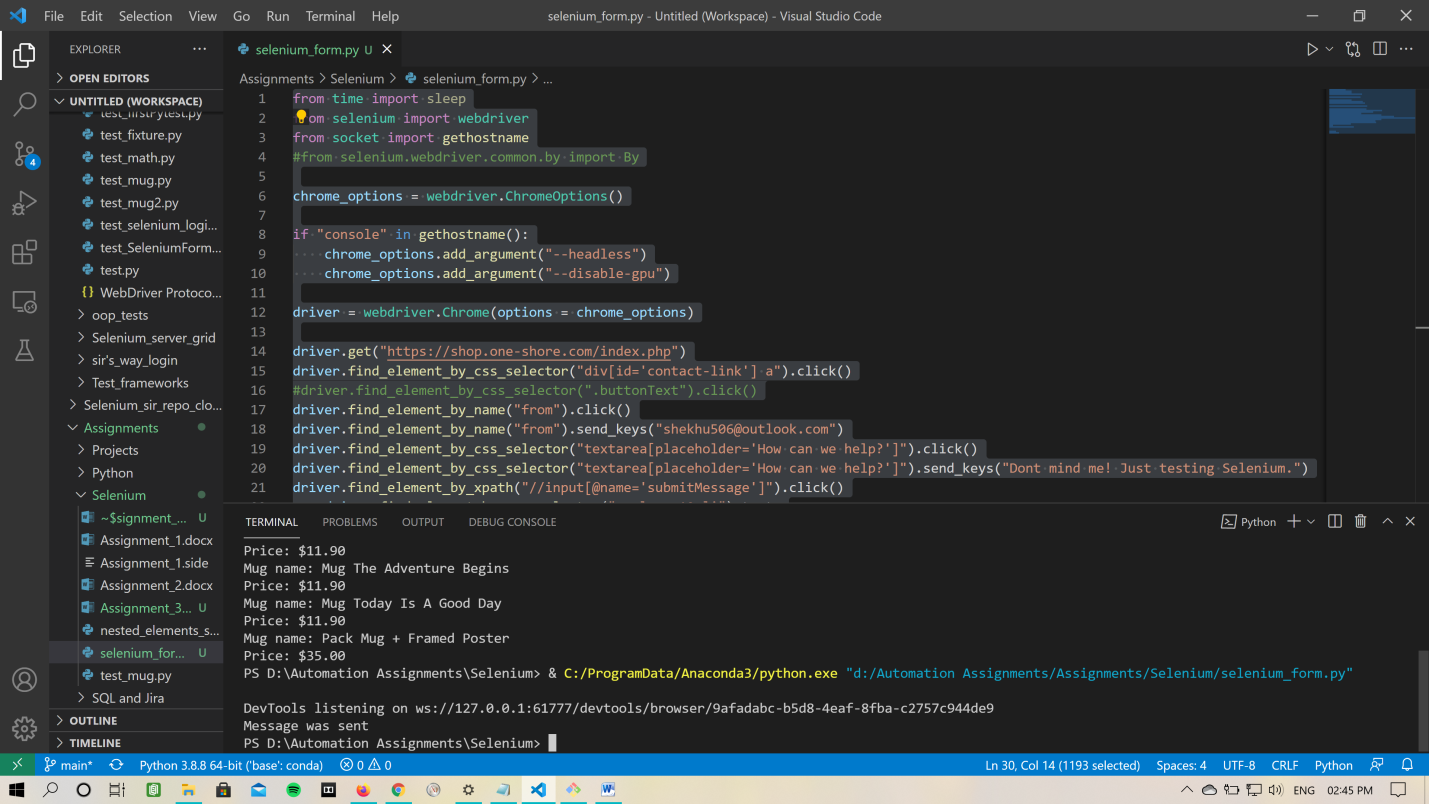 File Edit Selection View Go Run Terminal Help
selenium_form.py - Untitled (Workspace) - Visual Studio Code
EXPLORER
OPEN EDITORS
UNTITLED (WORKSPACE)
test_firstPytest.py
test_fixture.py
test_math.py
test_mug.py
test_mug2.py
test_selenium_logi...
test_SeleniumForm...
test.py
{} WebDriver Protoco...
oop_tests
Selenium_server_grid
sir's_way_login
Test_frameworks
Selenium_sir_repo_clo...
Assignments
Projects
Python
Selenium
~$signment_... U
Assignment_1.docx
Assignment_1.side
Assignment_2.docx
Assignment_3... U
nested_elements_s...
selenium_for... U
test_mug.py
SQL and Jira
OUTLINE
TIMELINE
4
selenium_form.py U
Assignments > Selenium > selenium_form.py > ...
1 from time import sleep
2 om selenium import webdriver
3 from socket import gethostname
4 #from selenium.webdriver.common.by import By
5
6 chrome_options = webdriver.ChromeOptions()
7
8 if "console" in gethostname():
9 chrome_options.add_argument("--headless")
10 chrome_options.add_argument("--disable-gpu")
11
12 driver = webdriver.Chrome(options = chrome_options)
13
14 driver.get("https://shop.one-shore.com/index.php")
15 driver.find_element_by_css_selector("div[id='contact-link'] a").click()
16 #driver.find_element_by_css_selector(".buttonText").click()
17 driver.find_element_by_name("from").click()
18 driver.find_element_by_name("from").send_keys("shekhu506@outlook.com")
19 driver.find_element_by_css_selector("textarea[placeholder='How can we help?']").click()
20 driver.find_element_by_css_selector("textarea[placeholder='How can we help?']").send_keys("Dont mind me! Just testing Selenium.")
21 driver.find_element_by_xpath("//input[@name='submitMessage']").click()
TERMINAL PROBLEMS OUTPUT DEBUG CONSOLE
Python
Price: $11.90
Mug name: Mug The Adventure Begins
Price: $11.90
Mug name: Mug Today Is A Good Day
Price: $11.90
Mug name: Pack Mug + Framed Poster
Price: $35.00
PS D:\Automation Assignments\Selenium> & C:/ProgramData/Anaconda3/python.exe "d:/Automation Assignments/Assignments/Selenium/selenium_form.py"
DevTools listening on ws://127.0.0.1:61777/devtools/browser/9afadabc-b5d8-4eaf-8fba-c2757c944de9
Message was sent
PS D:\Automation Assignments\Selenium>
main* Python 3.8.8 64-bit ('base': conda) 0 0
Ln 30, Col 14 (1193 selected) Spaces: 4 UTF-8 CRLF Python
ENG 02:45 PM